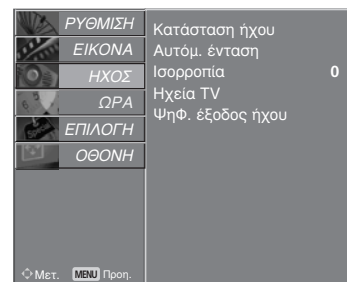 ΡΥΘΜΙΣΗ
ΕΙΚΟΝΑ
ΗΧΟΣ
ΩΡΑ
ΕΠΙΛΟΓΗ
ΟΘΟΝΗ
Κατάσταση ήχου
Αυτόμ. ένταση
Ισορροπία 0
Ηχεία TV
ΨηΦ. έξοδος ήχου
Μετ. MENU Προη.